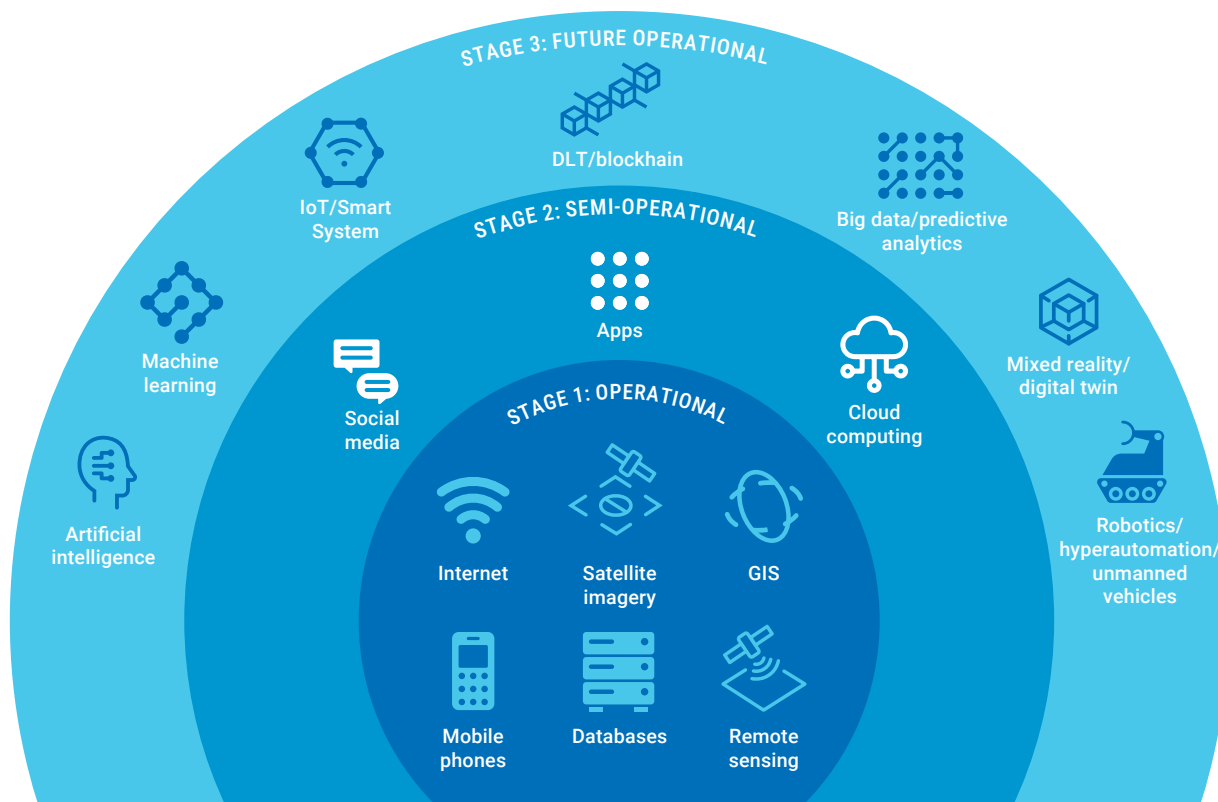 STAGE 3: FUTURE OPERATIONAL
DLT/blockhain
IoT/Smart
System
Big data/predictive
analytics
Machine
learning
Mixed reality/
digital twin
Artificial
intelligence
Robotics/
hyperautomation/
unmanned
vehicles
STAGE 2: SEMI-OPERATIONAL
Apps
Social
media
Cloud
computing
STAGE 1: OPERATIONAL
Internet
Satellite
imagery
GIS
Mobile
phones
Databases
Remote
sensing